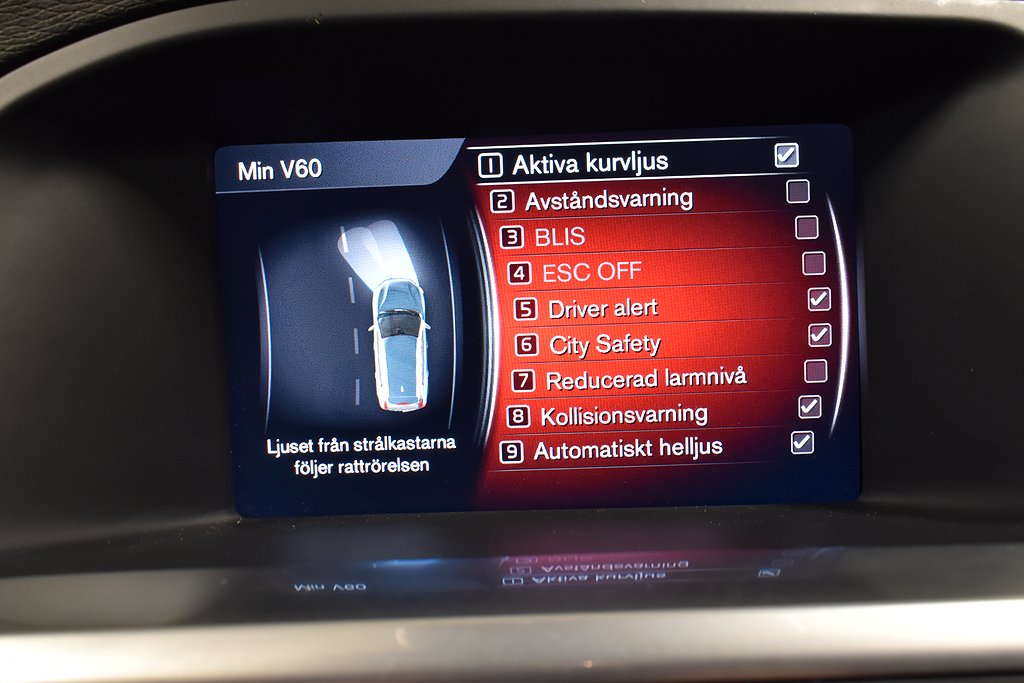 Min V60
1 Aktiva kurvljus
2 Avståndsvarning
3 BLIS
4 ESC OFF
5 Driver alert
6 City Safety
7 Reducerad larmnivå
8 Kollisionsvarning
9 Automatiskt helljus
Ljuset från strålkastarna
följer rattrörelsen